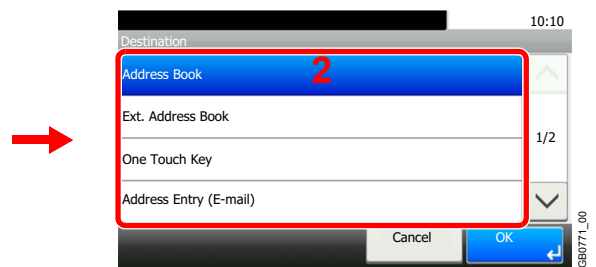 10:10
Destination
Address Book
2
Ext. Address Book
1/2
One Touch Key
Address Entry (E-mail)
Cancel
OK
GB0771_00